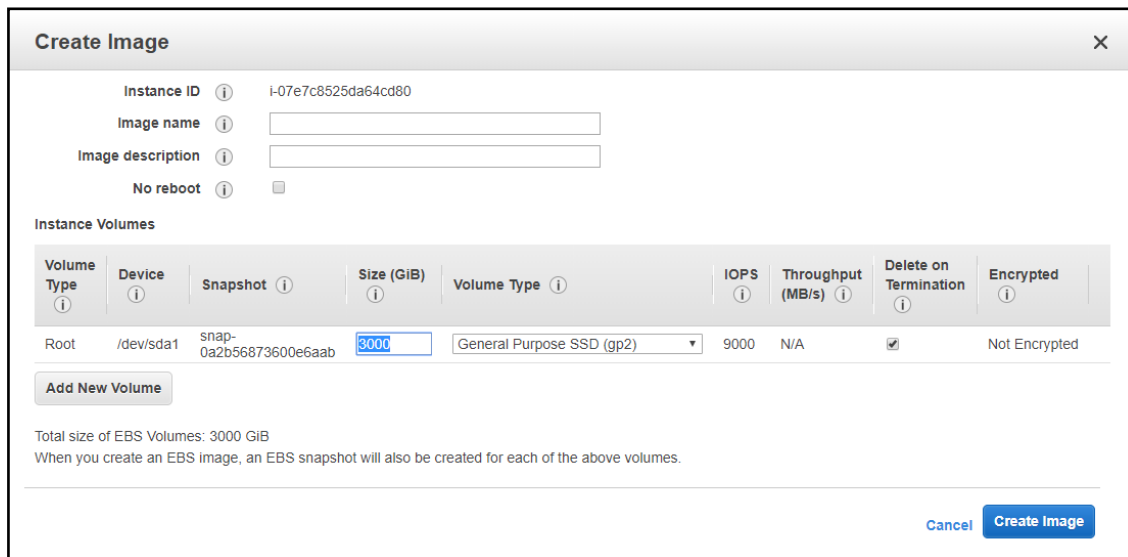 Create Image
Instance ID i-07e7c8525da64cd80
Image name
Image description
No reboot
Instance Volumes
Volume Type Device Snapshot Size (GiB) Volume Type IOPS Throughput (MB/s) Delete on Termination Encrypted
Root /dev/sda1 snap-0a2b56873600e6aab 3000 General Purpose SSD (gp2) 9000 N/A Not Encrypted
Add New Volume
Total size of EBS Volumes: 3000 GiB
When you create an EBS image, an EBS snapshot will also be created for each of the above volumes.
Cancel Create Image